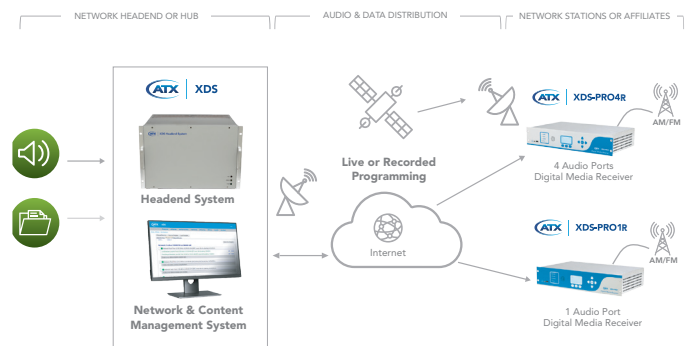 NETWORK HEADEND OR HUB
AUDIO & DATA DISTRIBUTION
NETWORK STATIONS OR AFFILIATES
ATX XDS
Headend System
Network & Content
Management System
Live or Recorded
Programming
Internet
ATX XDS-PRO4R
AM/FM
4 Audio Ports
Digital Media Receiver
ATX XDS-PRO1R
AM/FM
1 Audio Port
Digital Media Receiver